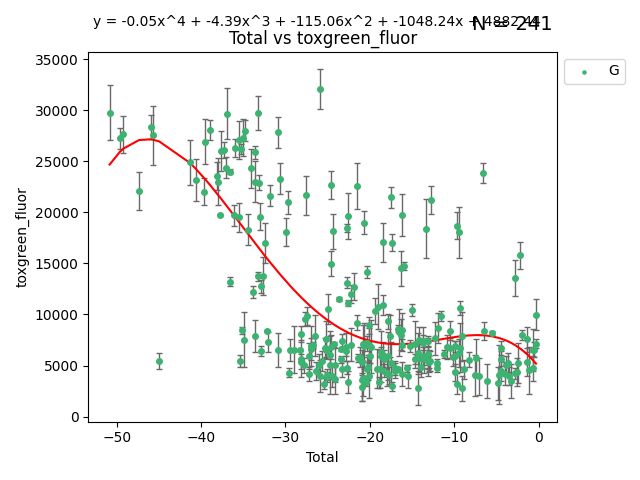 y = -0.05x^4 + -4.39x^3 + -115.06x^2 + -1048.24x + 4882.44
N = 241
Total vs toxgreen_fluor
G
35000
30000
25000
20000
15000
10000
5000
0
toxgreen_fluor
−50 −40 −30 −20 −10 0
Total